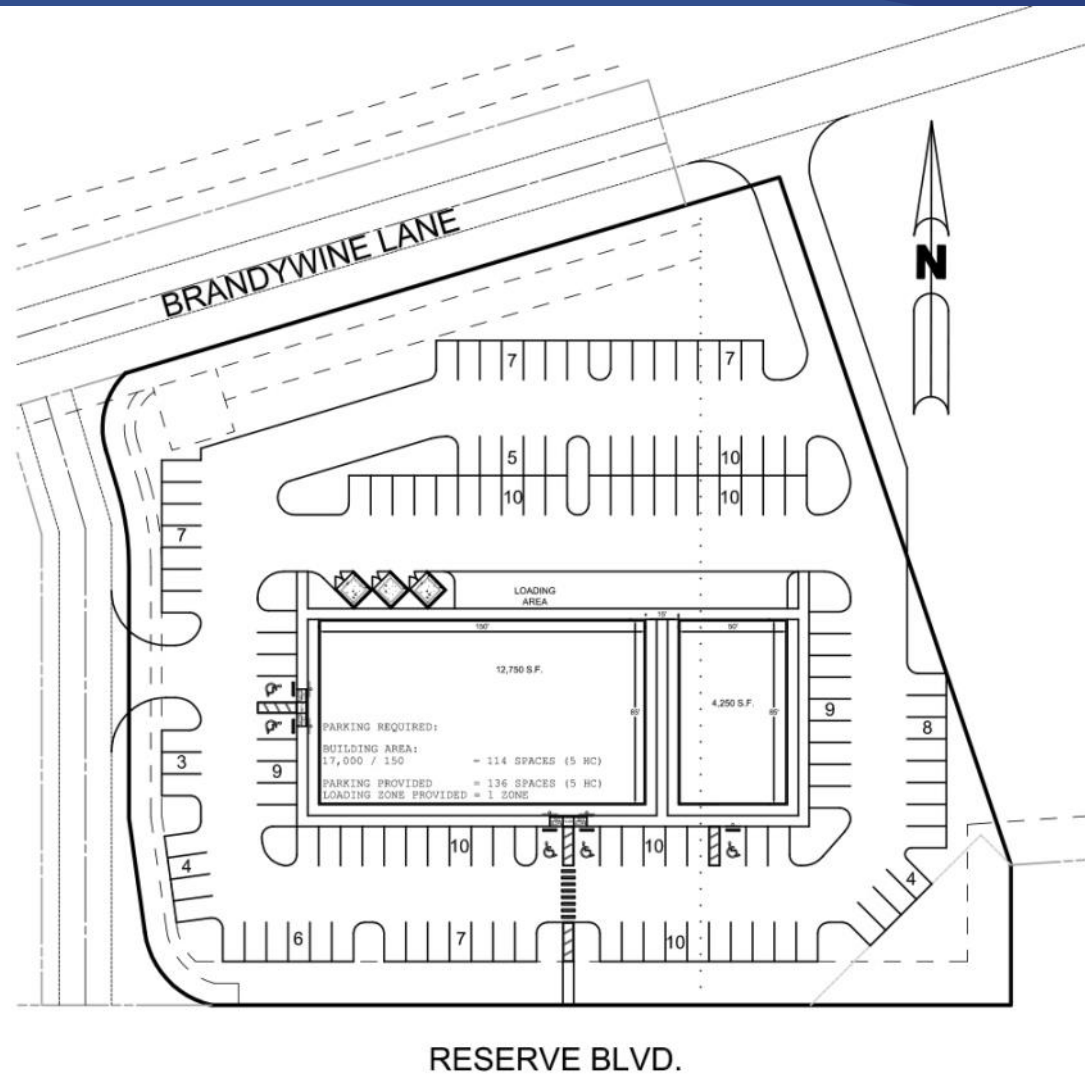 BRANDYWINE LANE
N
7
7
5
10
10
10
7
LOADING
AREA
150'
15'
50'
12,750 S.F.
4,250 S.F.
85'
85'
PARKING REQUIRED:
BUILDING AREA:
17,000 / 150 = 114 SPACES (5 HC)
PARKING PROVIDED = 136 SPACES (5 HC)
LOADING ZONE PROVIDED = 1 ZONE
9
8
3
9
10
10
4
4
6
7
10
RESERVE BLVD.